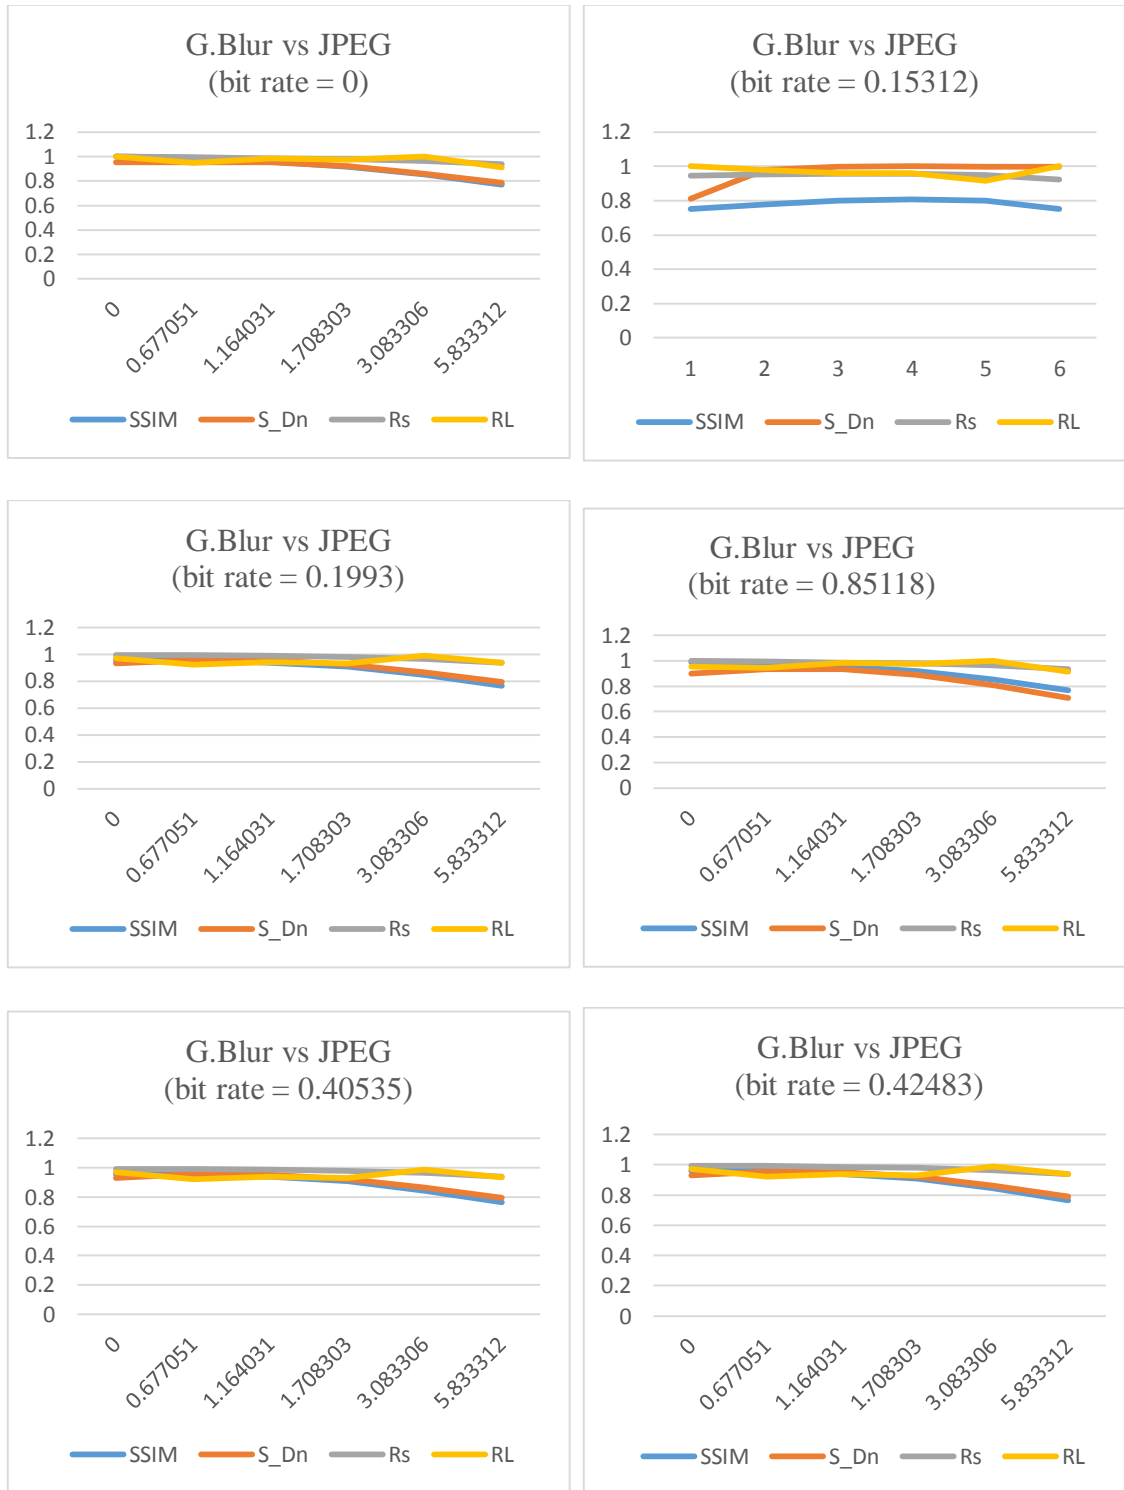 G.Blur vs JPEG
(bit rate = 0)
1.2
1
0.8
0.6
0.4
0.2
0
0 0.677051 1.164031 1.708303 3.083306 5.833312
SSIM S_Dn Rs RL
G.Blur vs JPEG
(bit rate = 0.15312)
1.2
1
0.8
0.6
0.4
0.2
0
1 2 3 4 5 6
SSIM S_Dn Rs RL
G.Blur vs JPEG
(bit rate = 0.1993)
1.2
1
0.8
0.6
0.4
0.2
0
0 0.677051 1.164031 1.708303 3.083306 5.833312
SSIM S_Dn Rs RL
G.Blur vs JPEG
(bit rate = 0.85118)
1.2
1
0.8
0.6
0.4
0.2
0
0 0.677051 1.164031 1.708303 3.083306 5.833312
SSIM S_Dn Rs RL
G.Blur vs JPEG
(bit rate = 0.40535)
1.2
1
0.8
0.6
0.4
0.2
0
0 0.677051 1.164031 1.708303 3.083306 5.833312
SSIM S_Dn Rs RL
G.Blur vs JPEG
(bit rate = 0.42483)
1.2
1
0.8
0.6
0.4
0.2
0
0 0.677051 1.164031 1.708303 3.083306 5.833312
SSIM S_Dn Rs RL